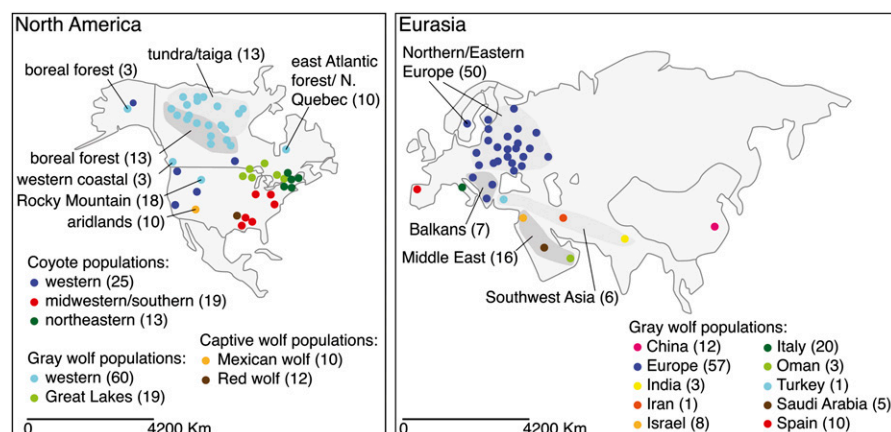 North America
tundra/taiga (13)
boreal forest (3)
east Atlantic
forest/ N.
Quebec (10)
boreal forest (13)
western coastal (3)
Rocky Mountain (18)
aridlands (10)
Coyote populations:
western (25)
midwestern/southern (19)
northeastern (13)
Gray wolf populations:
western (60)
Great Lakes (19)
Captive wolf populations:
Mexican wolf (10)
Red wolf (12)
0 4200 Km
Eurasia
Northern/Eastern
Europe (50)
Balkans (7)
Middle East (16)
Southwest Asia (6)
Gray wolf populations:
China (12)
Europe (57)
India (3)
Iran (1)
Israel (8)
Italy (20)
Oman (3)
Turkey (1)
Saudi Arabia (5)
Spain (10)
0 4200 Km